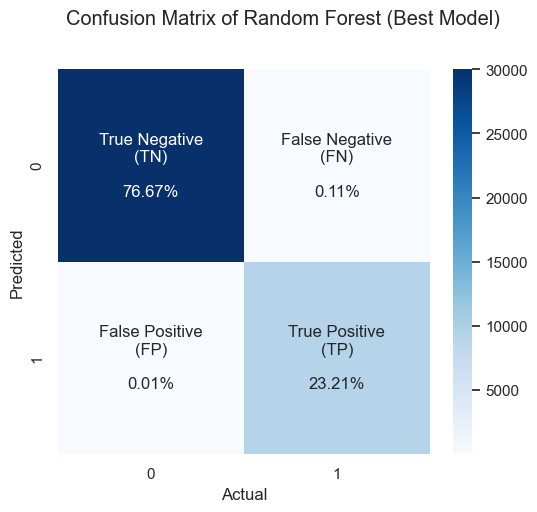 Confusion Matrix of Random Forest (Best Model)
True Negative
(TN)
76.67%
False Negative
(FN)
0.11%
False Positive
(FP)
0.01%
True Positive
(TP)
23.21%
0
1
Predicted
0
1
Actual
30000
25000
20000
15000
10000
5000